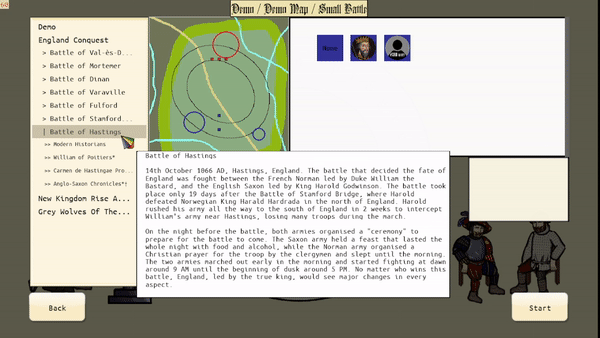 60
Demo / Demo Map / Small Battle
Demo
England Conquest
> Battle of Val-ès-D...
> Battle of Mortemer
> Battle of Dinan
> Battle of Varaville
> Battle of Fulford
> Battle of Stamford...
| Battle of Hastings
>> Modern Historians
>> William of Poitiers*
>> Carmen de Hastingae Pro...
>> Anglo-Saxon Chronicles*†
New Kingdom Rise A...
Grey Wolves Of The...
None
Battle of Hastings
14th October 1066 AD, Hastings, England. The battle that decided the fate of
England was fought between the French Norman led by Duke William the
Bastard, and the English Saxon led by King Harold Godwinson. The battle took
place only 19 days after the Battle of Stamford Bridge, where Harold
defeated Norwegian King Harald Hardrada in the north of England. Harold
rushed his army all the way to the south of England in 2 weeks to intercept
William's army near Hastings, losing many troops during the march.
On the night before the battle, both armies organised a "ceremony" to
prepare for the battle to come. The Saxon army held a feast that lasted the
whole night with food and alcohol, while the Norman army organised a
Christian prayer for the troop by the clergymen and slept until the morning.
The two armies marched out early in the morning and started fighting at dawn
around 9 AM until the beginning of dusk around 5 PM. No matter who wins this
battle, England, led by the true king, would see major changes in every
aspect.
Back
Start